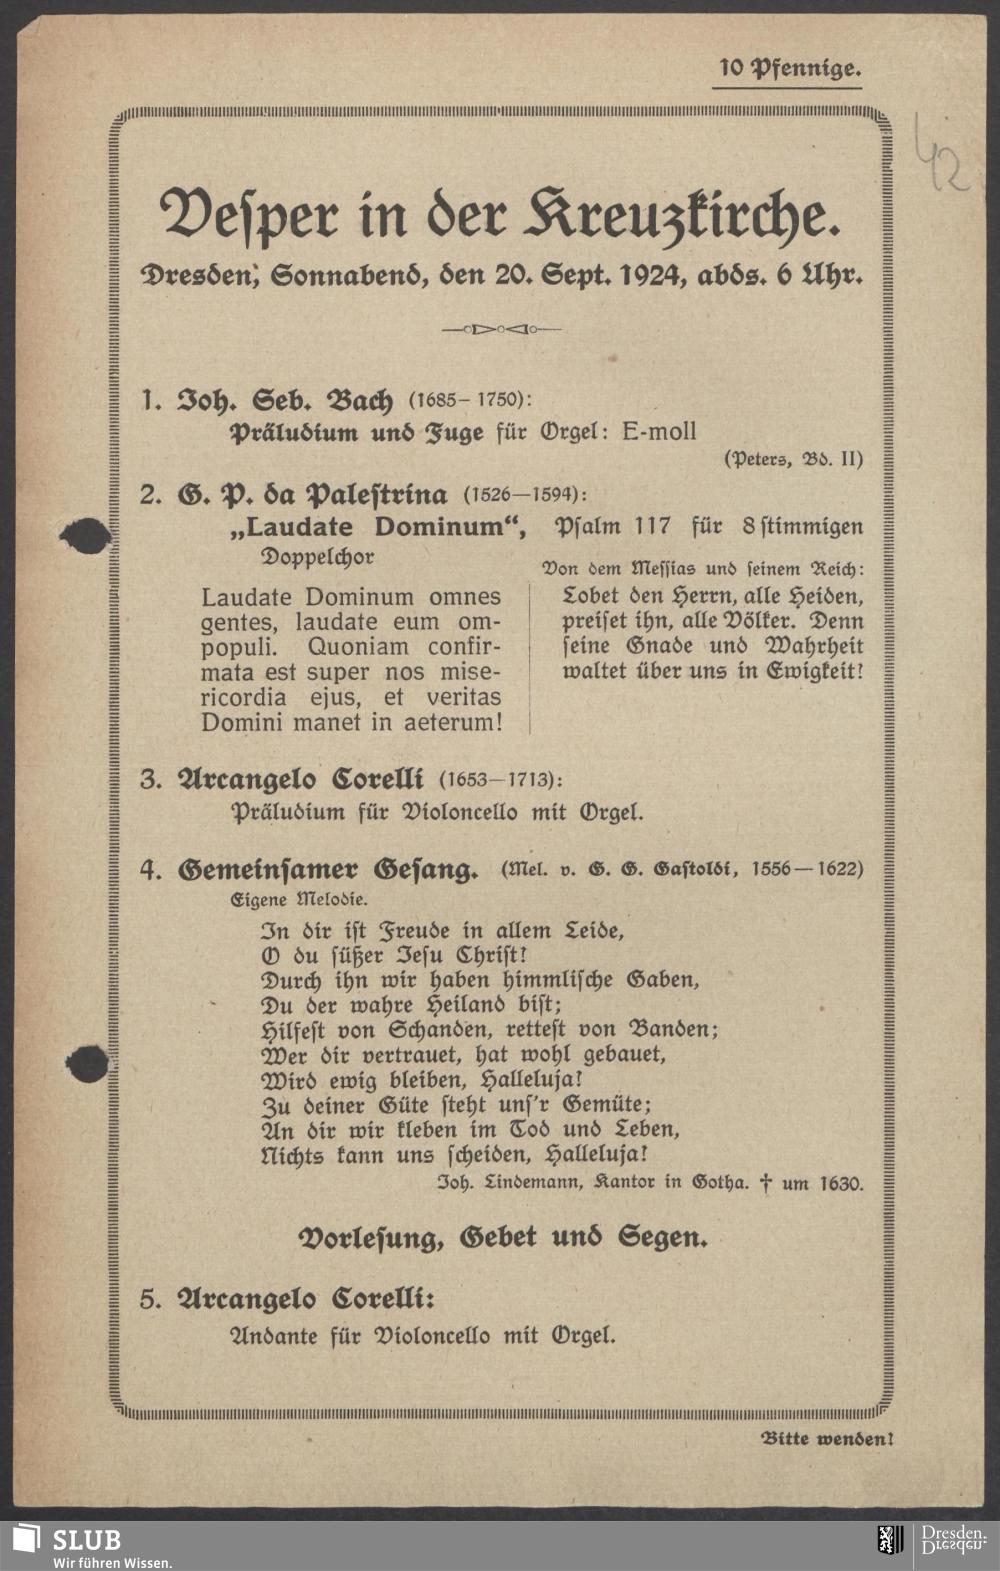 10 Pfennige.
42
Vesper in der Kreuzkirche.
Dresden, Sonnabend, den 20. Sept. 1924, abds. 6 Uhr.
1. Joh. Seb. Bach (1685–1750):
Präludium und Fuge für Orgel: E-moll
(Peters, Bd. II)
2. G. P. da Palestrina (1526—1594):
„Laudate Dominum“, Psalm 117 für 8stimmigen
Doppelchor
Laudate Dominum omnes
gentes, laudate eum om-
populi. Quoniam confir-
mata est super nos mise-
ricordia ejus, et veritas
Domini manet in aeterum!
Von dem Messias und seinem Reich:
Lobet den Herrn, alle Heiden,
preiset ihn, alle Völker. Denn
seine Gnade und Wahrheit
waltet über uns in Ewigkeit!
3. Arcangelo Corelli (1653—1713):
Präludium für Violoncello mit Orgel.
4. Gemeinsamer Gesang. (Mel. v. G. G. Gastoldi, 1556—1622)
Eigene Melodie.
In dir ist Freude in allem Leide,
O du süßer Jesu Christ!
Durch ihn wir haben himmlische Gaben,
Du der wahre Heiland bist;
Hilfest von Schanden, rettest von Banden;
Wer dir vertrauet, hat wohl gebauet,
Wird ewig bleiben, Halleluja!
Zu deiner Güte steht uns'r Gemüte;
An dir wir kleben im Tod und Leben,
Nichts kann uns scheiden, Halleluja!
Joh. Lindemann, Kantor in Gotha. † um 1630.
Vorlesung, Gebet und Segen.
5. Arcangelo Corelli:
Andante für Violoncello mit Orgel.
Bitte wenden!
SLUB
Wir führen Wissen.
Dresden.
Dresden.